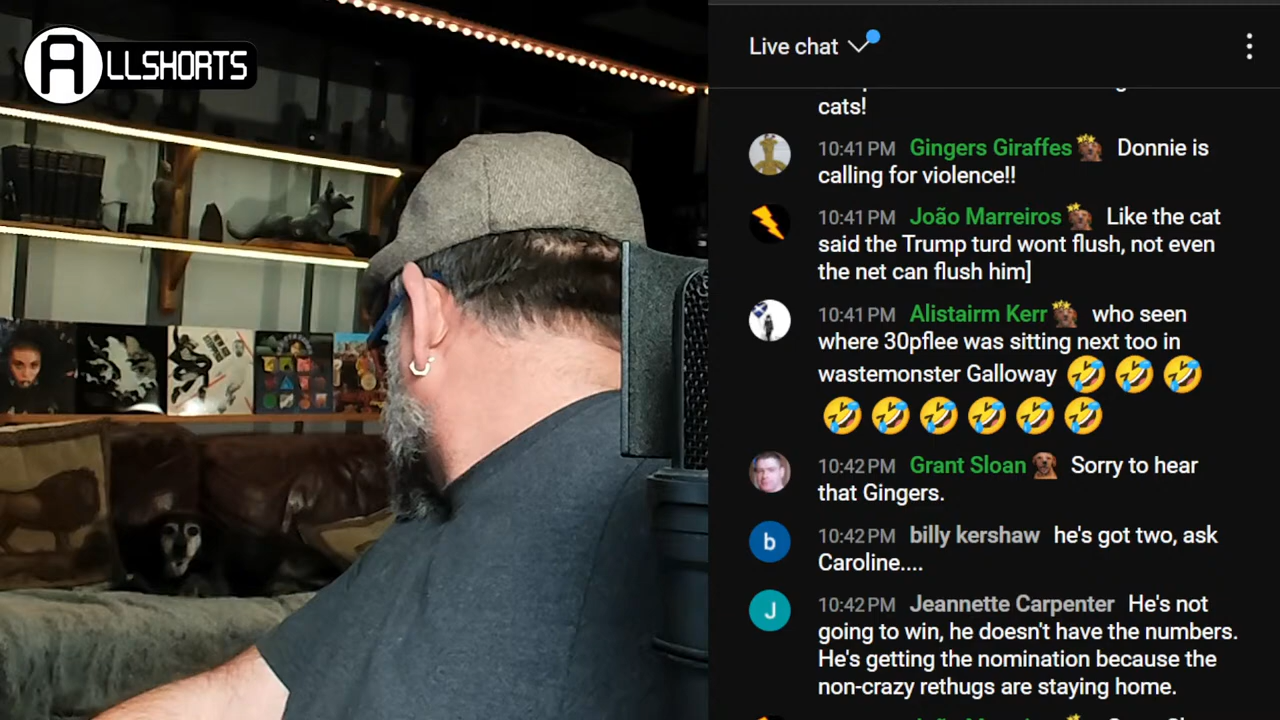 ALLSHORTS
Live chat
cats!
10:41 PM Gingers Giraffes Donnie is
calling for violence!!
10:41 PM João Marreiros Like the cat
said the Trump turd wont flush, not even
the net can flush him]
10:41 PM Alistairm Kerr who seen
where 30pflee was sitting next too in
wastemonster Galloway 🤣 🤣 🤣
🤣 🤣 🤣 🤣 🤣 🤣
10:42 PM Grant Sloan Sorry to hear
that Gingers.
b
10:42 PM billy kershaw he's got two, ask
Caroline....
J
10:42 PM Jeannette Carpenter He's not
going to win, he doesn't have the numbers.
He's getting the nomination because the
non-crazy rethugs are staying home.